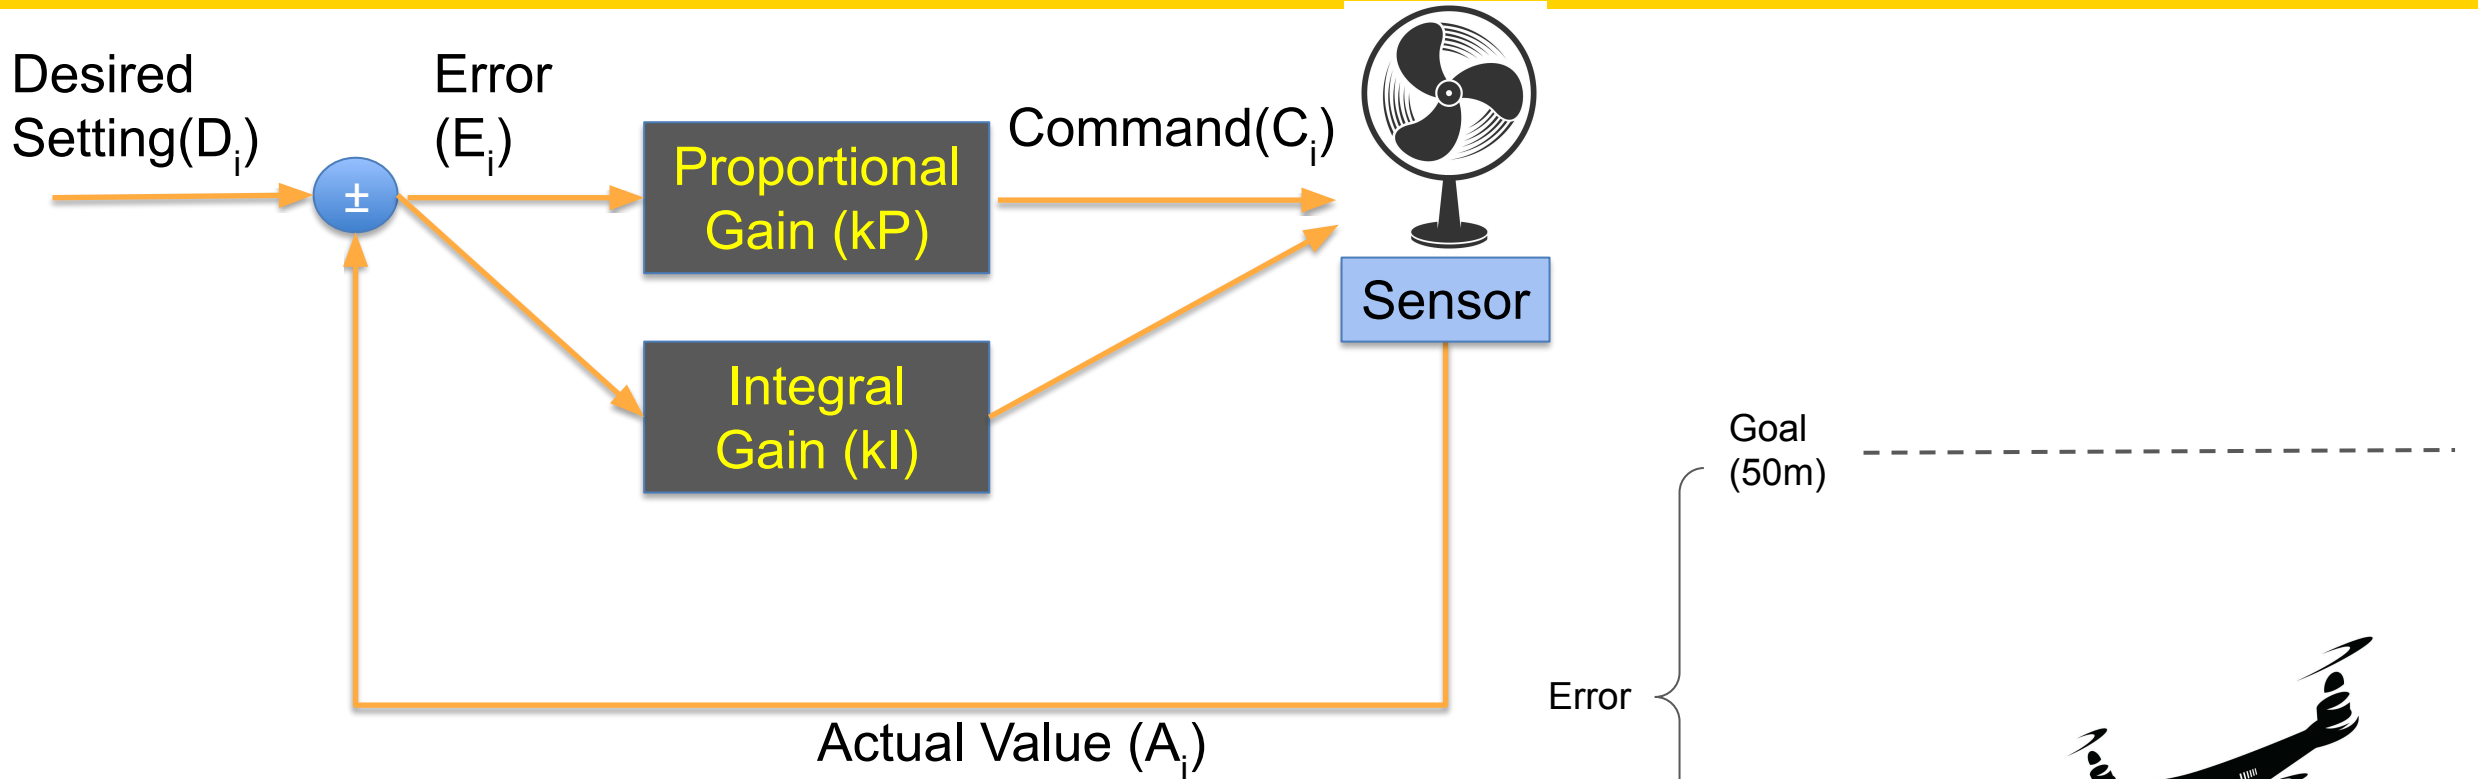 Desired
Setting(Di)
Error
(Ei)
±
Proportional
Gain (kP)
Command(Ci)
Sensor
Integral
Gain (kI)
Goal
(50m)
Error
Actual Value (Ai)